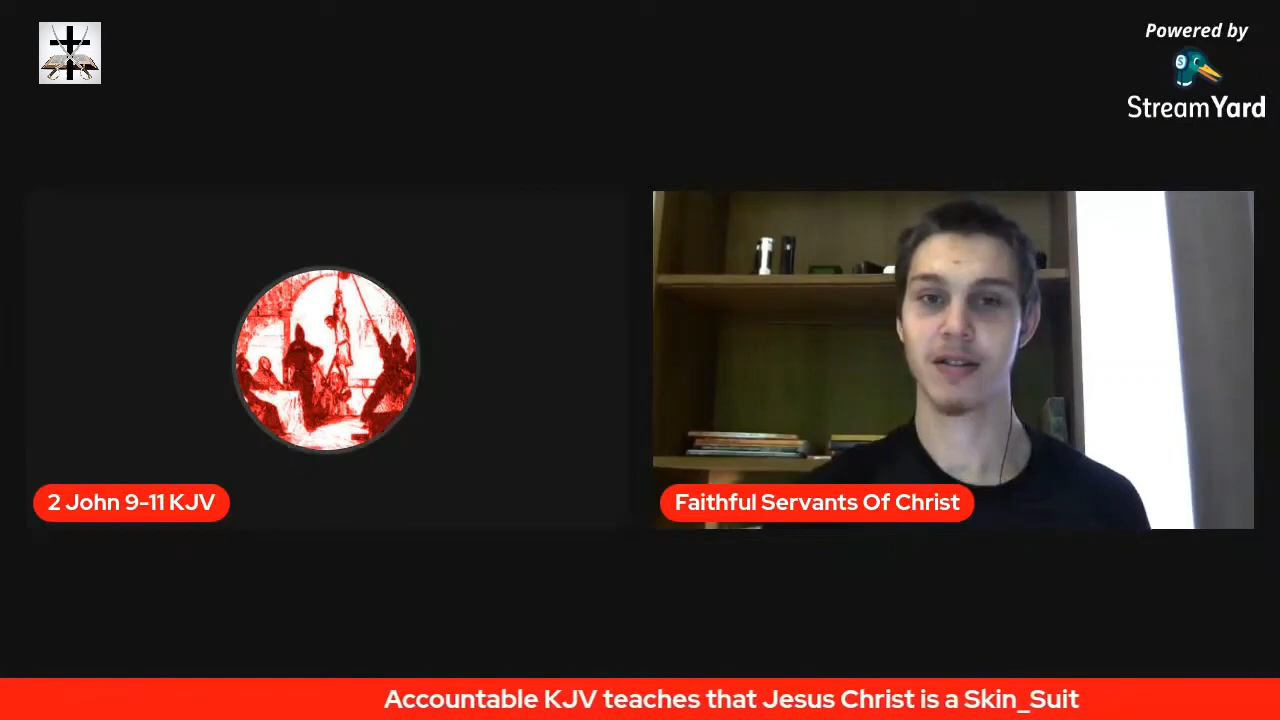 Powered by
StreamYard
2 John 9-11 KJV
Faithful Servants Of Christ
Accountable KJV teaches that Jesus Christ is a Skin_Suit